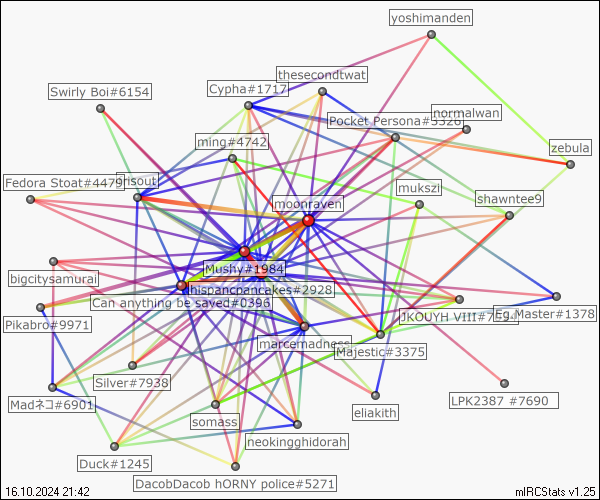 yoshimanden
thesecondtwat
Swirly Boi#6154
Cypha#1717
Pocket Persona#3326
normalwan
ming#4742
zebula
Fedora Stoat#4479
risout
mukszi
shawntee9
moonraven
Mushy#1984
bigcitysamurai
hispancpancakes#2928
Can anything be saved#0396
JKOUYH VIII#7
Eg.Master#1378
Pikabro#9971
marcemadness
Majestic#3375
Silver#7938
LPK2387 #7690
Madネコ#6901
somass
eliakith
neokingghidorah
Duck#1245
DacobDacob hORNY police#5271
16.10.2024 21:42
mIRCStats v1.25